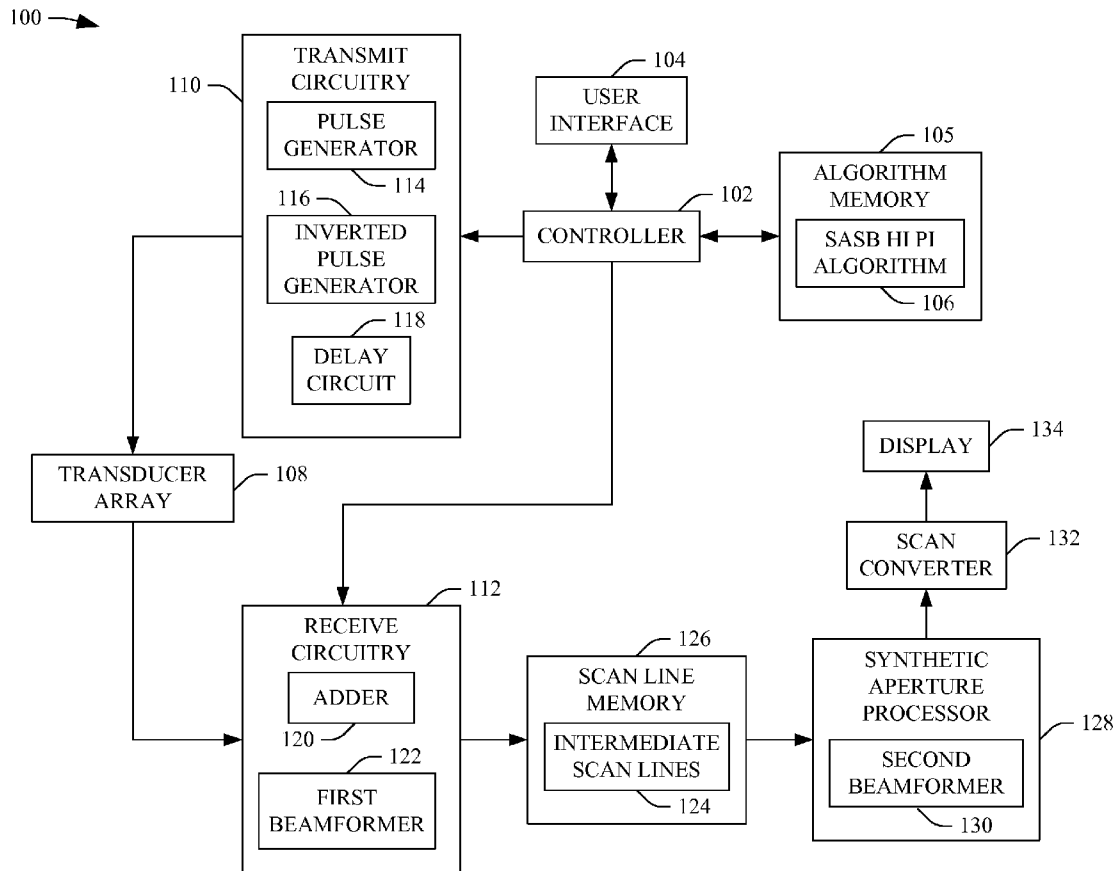 100
TRANSMIT
CIRCUITRY
110
PULSE
GENERATOR
114
116
INVERTED
PULSE
GENERATOR
118
DELAY
CIRCUIT
104
USER
INTERFACE
102
CONTROLLER
105
ALGORITHM
MEMORY
SASB HI PI
ALGORITHM
106
TRANSDUCER
ARRAY
108
112
RECEIVE
CIRCUITRY
ADDER
120
122
FIRST
BEAMFORMER
126
SCAN LINE
MEMORY
INTERMEDIATE
SCAN LINES
124
DISPLAY
134
SCAN
CONVERTER
132
SYNTHETIC
APERTURE
PROCESSOR
128
SECOND
BEAMFORMER
130